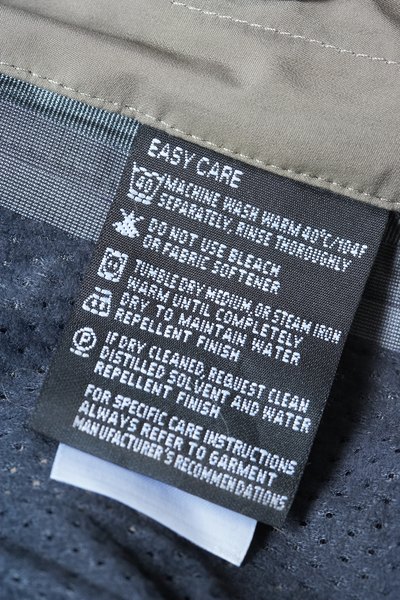 EASY CARE
40
MACHINE WASH WARM 40°C/104F
SEPARATELY, RINSE THOROUGHLY
DO NOT USE BLEACH
OR FABRIC SOFTENER
TUMBLE DRY MEDIUM, OR STEAM IRON
WARM UNTIL COMPLETELY
DRY TO MAINTAIN WATER
REPELLENT FINISH
P
IF DRY CLEANED, REQUEST CLEAN
DISTILLED SOLVENT AND WATER
REPELLENT FINISH
FOR SPECIFIC CARE INSTRUCTIONS
ALWAYS REFER TO GARMENT
MANUFACTURER'S RECOMMENDATIONS